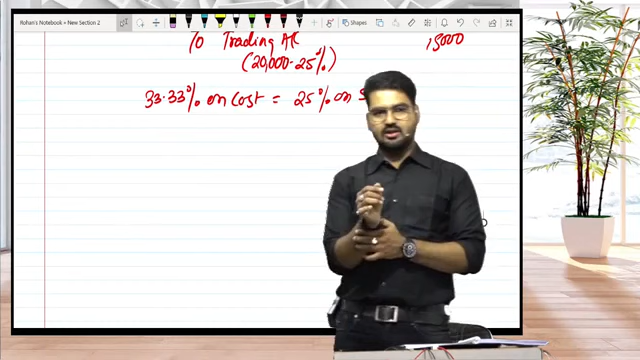 Rohan's Notebook » New Section 2
Shapes
To Trading A/c 15000
(20,000-25%)
33.33% on Cost = 25% on S